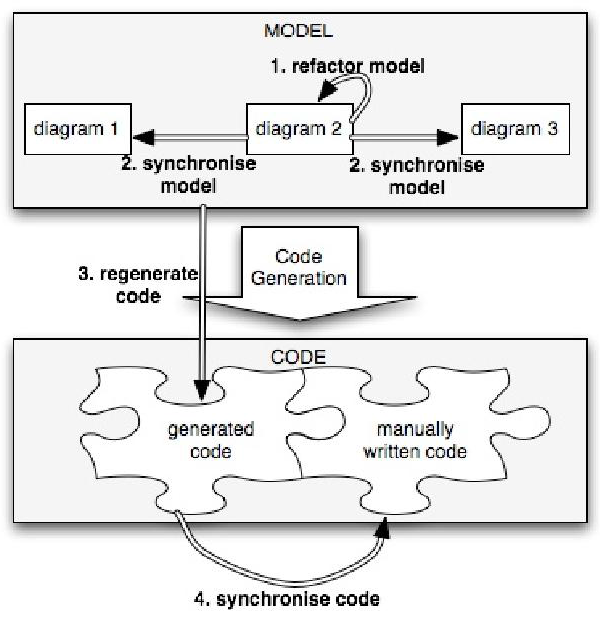 MODEL
1. refactor model
diagram 1
diagram 2
diagram 3
2. synchronise
model
2. synchronise
model
3. regenerate
code
Code
Generation
CODE
generated
code
manually
written code
4. synchronise code